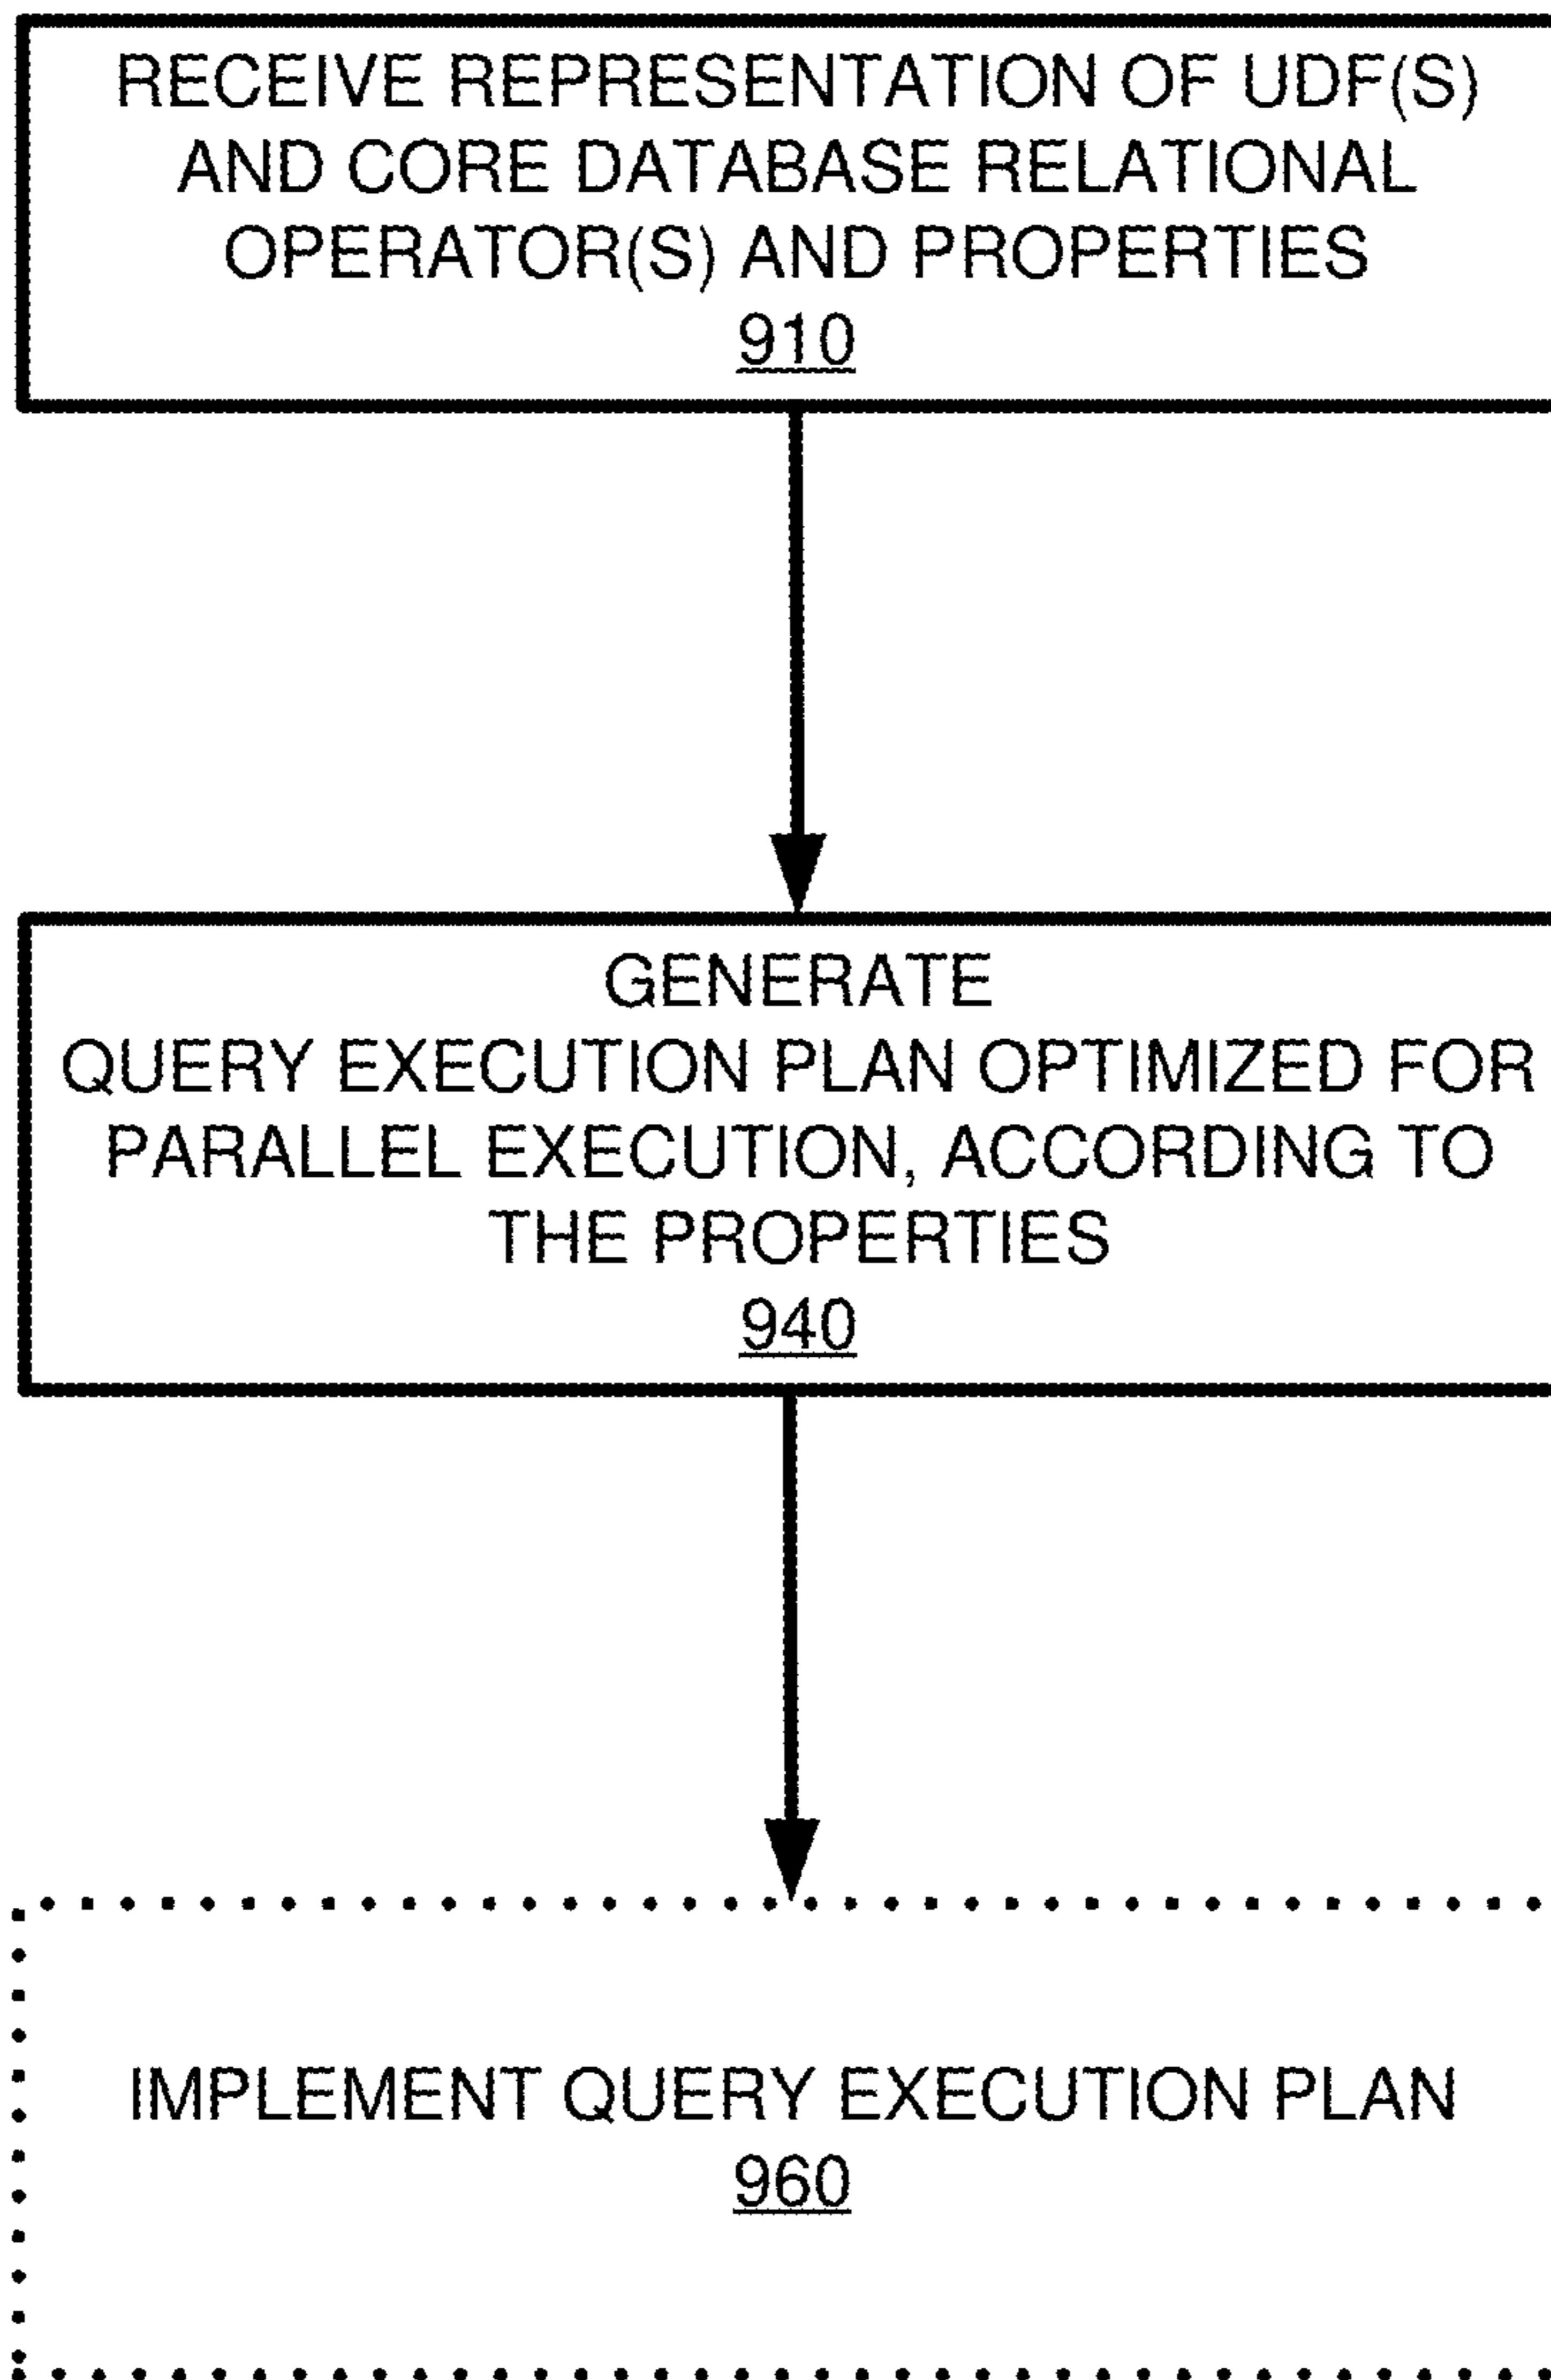 RECEIVE REPRESENTATION OF UDF(S)
AND CORE DATABASE RELATIONAL
OPERATOR(S) AND PROPERTIES
910
GENERATE
QUERY EXECUTION PLAN OPTIMIZED FOR
PARALLEL EXECUTION, ACCORDING TO
THE PROPERTIES
940
IMPLEMENT QUERY EXECUTION PLAN
960